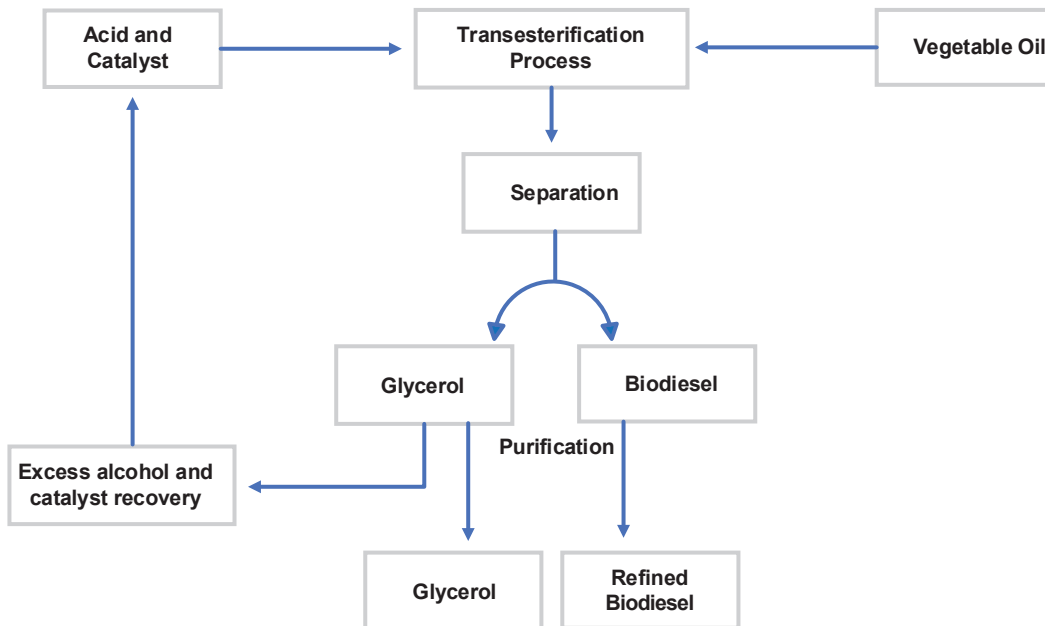 Acid and
Catalyst
Transesterification
Process
Vegetable Oil
Separation
Glycerol
Biodiesel
Purification
Excess alcohol and
catalyst recovery
Glycerol
Refined
Biodiesel